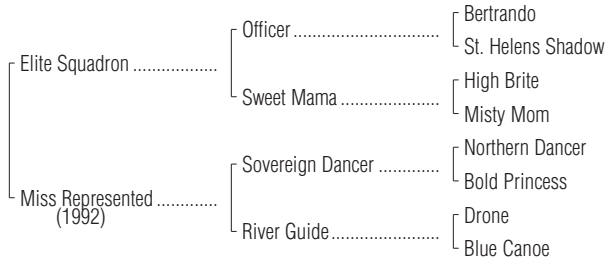 Bertrando
Officer
St. Helens Shadow
Elite Squadron
High Brite
Sweet Mama
Misty Mom
Northern Dancer
Sovereign Dancer
Bold Princess
Miss Represented
(1992)
Drone
River Guide
Blue Canoe